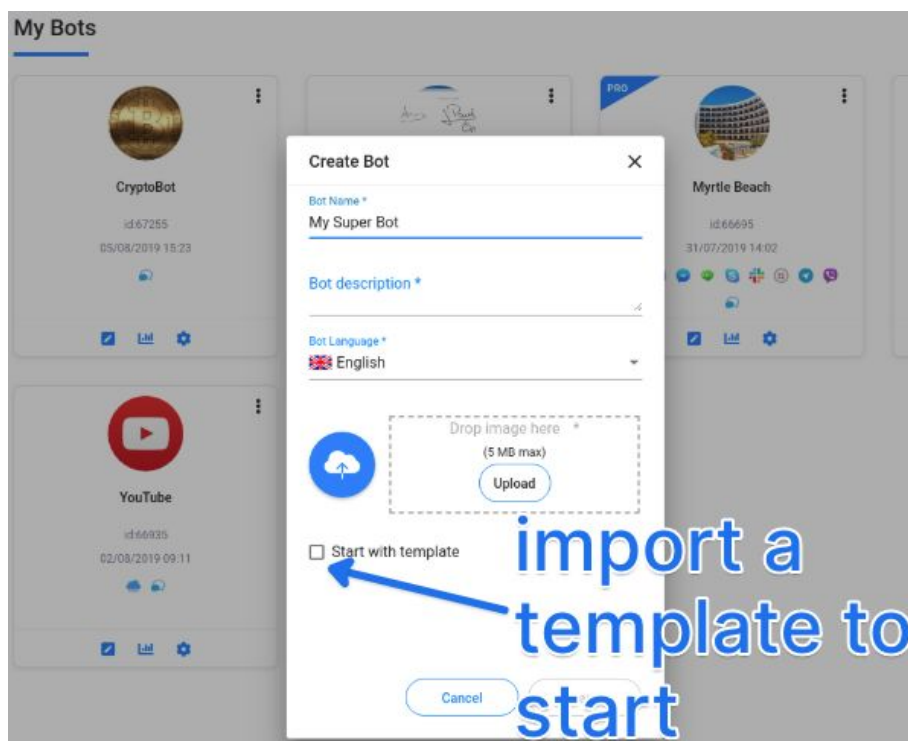 My Bots
PRO
CryptoBot
id:67255
05/08/2019 15:23
Myrtle Beach
id:66695
31/07/2019 14:02
Create Bot
Bot Name *
My Super Bot
Bot description *
Bot Language *
English
Drop image here *
(5 MB max)
Upload
Start with template
Cancel
YouTube
id:66935
02/08/2019 09:11
import a
template to
start